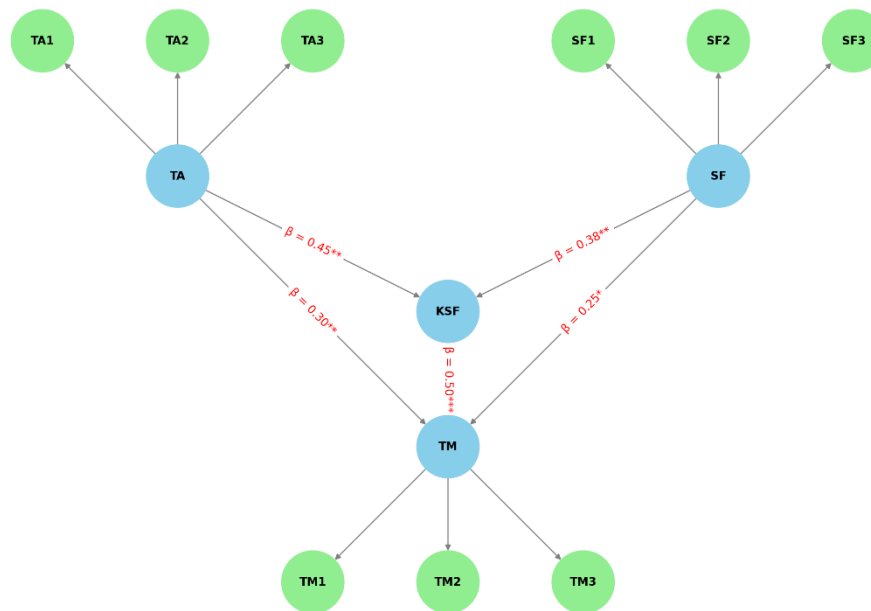 TA1
TA2
TA3
SF1
SF2
SF3
TA
SF
β = 0.45**
β = 0.38**
β = 0.30**
β = 0.25*
KSF
β = 0.50***
TM
TM1
TM2
TM3